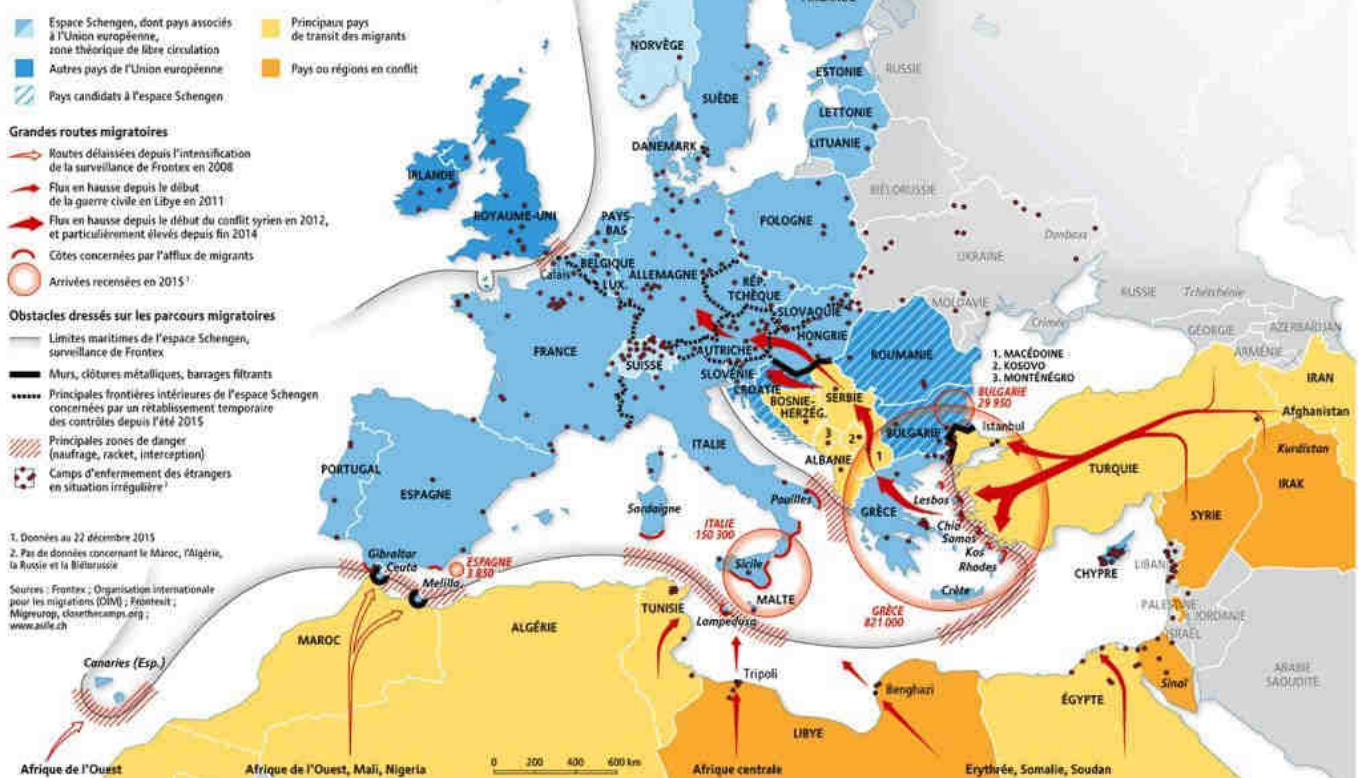 Espace Schengen, dont pays associés
à l'Union européenne,
zone théorique de libre circulation
Autres pays de l'Union européenne
Pays candidats à l'espace Schengen
Principaux pays
de transit des migrants
Pays ou régions en conflit
Grandes routes migratoires
Routes délaissées depuis l'intensification
de la surveillance de Frontex en 2008
Flux en hausse depuis le début
de la guerre civile en Libye en 2011
Flux en hausse depuis le début du conflit syrien en 2012,
et particulièrement élevés depuis fin 2014
Côtes concernées par l'afflux de migrants
Arrivées recensées en 2015 ¹
Obstacles dressés sur les parcours migratoires
Limites maritimes de l'espace Schengen,
surveillance de Frontex
Murs, clôtures métalliques, barrages filtrants
Principales frontières intérieures de l'espace Schengen
concernées par un rétablissement temporaire
des contrôles depuis l'été 2015
Principales zones de danger
(naufrage, racket, interception)
Camps d'enfermement des étrangers
en situation irrégulière ²
1. Données au 22 décembre 2015
2. Pas de données concernant le Maroc, l'Algérie,
la Russie et la Biélorussie
Sources : Frontex ; Organisation internationale
pour les migrations (OIM) ; Frontexit ;
Migreurop, closethecamps.org ;
www.asile.ch
NORVÈGE
SUÈDE
ESTONIE
RUSSIE
LETTONIE
LITUANIE
DANEMARK
IRLANDE
ROYAUME-UNI
PAYS-
BAS
BIÉLORUSSIE
POLOGNE
Calais
BELGIQUE
LUX.
ALLEMAGNE
RÉP.
TCHÈQUE
UKRAINE
Donbass
SLOVAQUIE
HONGRIE
MOLDAVIE
RUSSIE
Tchétchénie
Crimée
GÉORGIE
AZERBAÏDJAN
ARMÉNIE
FRANCE
SUISSE
AUTRICHE
SLOVÉNIE
CROATIE
ROUMANIE
1. MACÉDOINE
2. KOSOVO
3. MONTÉNÉGRO
BOSNIE-
HERZÉG.
SERBIE
BULGARIE
29 950
IRAN
Afghanistan
ITALIE
3
2
BULGARIE
Istanbul
Kurdistan
ALBANIE
1
TURQUIE
IRAK
PORTUGAL
ESPAGNE
Sardaigne
Pouilles
GRÈCE
Lesbos
SYRIE
ITALIE
150 300
Chio
Samos
Kos
Rhodes
Gibraltar
Ceuta
ESPAGNE
3 850
Melilla
Sicile
MALTE
Crète
CHYPRE
LIBAN
TUNISIE
Lampedusa
GRÈCE
821 000
PALESTINE
JORDANIE
ISRAËL
MAROC
ALGÉRIE
Canaries (Esp.)
Tripoli
Benghazi
ÉGYPTE
Sinaï
ARABIE
SAOUDITE
LIBYE
0 200 400 600 km
Afrique de l'Ouest
Afrique de l'Ouest, Mali, Nigeria
Afrique centrale
Erythrée, Somalie, Soudan